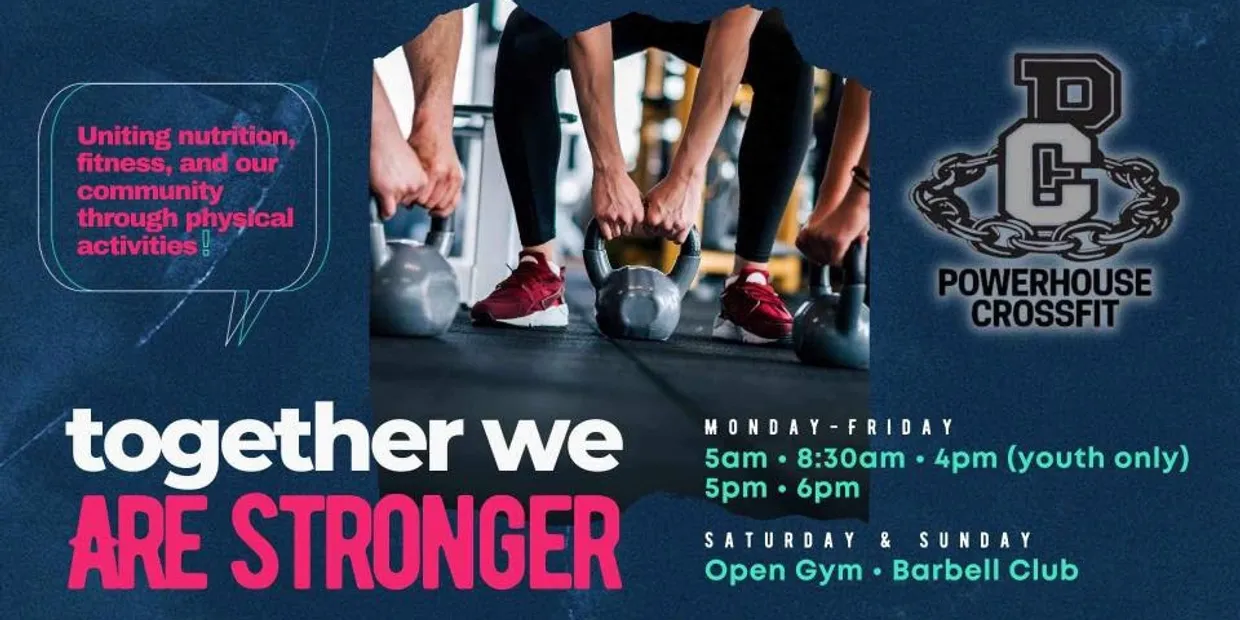 Uniting nutrition,
fitness, and our
community
through physical
activities!
PC
POWERHOUSE
CROSSFIT
together we
ARE STRONGER
MONDAY-FRIDAY
5am • 8:30am • 4pm (youth only)
5pm • 6pm
SATURDAY & SUNDAY
Open Gym • Barbell Club